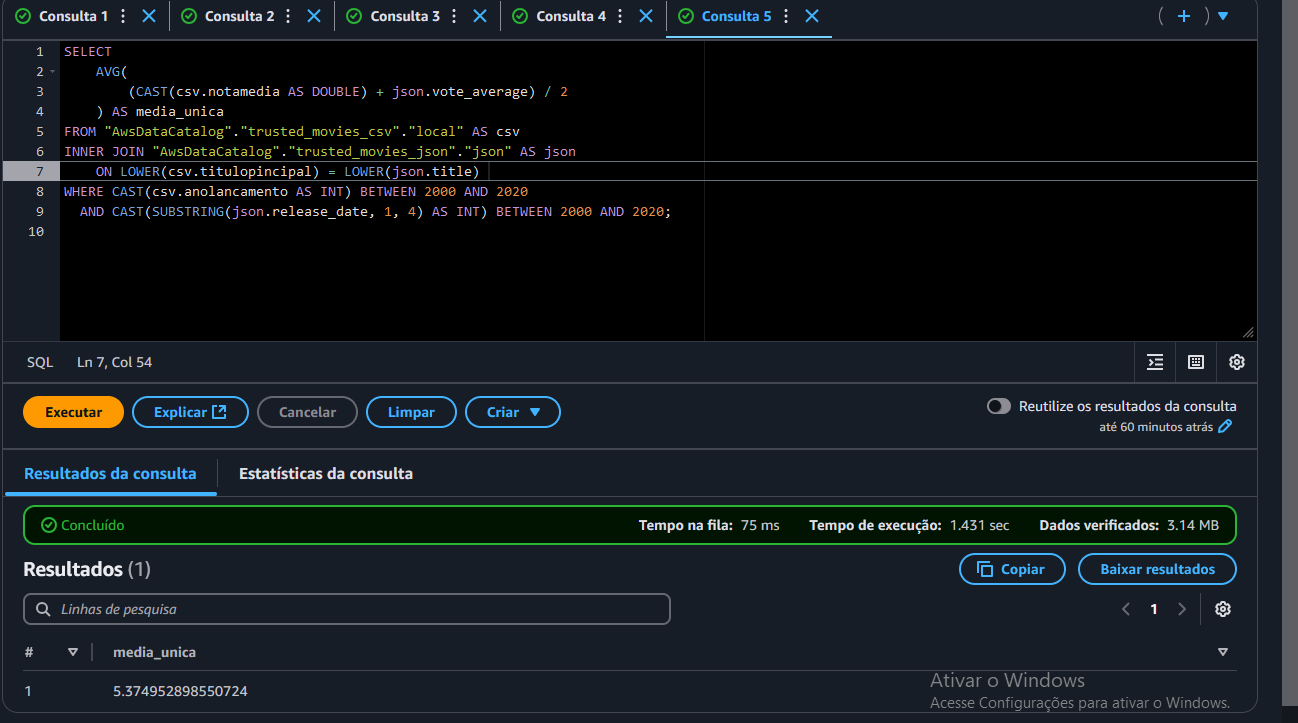 Consulta 1 Consulta 2 Consulta 3 Consulta 4 Consulta 5
1 SELECT
2 AVG(
3 (CAST(csv.notamedia AS DOUBLE) + json.vote_average) / 2
4 ) AS media_unica
5 FROM "AwsDataCatalog"."trusted_movies_csv"."local" AS csv
6 INNER JOIN "AwsDataCatalog"."trusted_movies_json"."json" AS json
7 ON LOWER(csv.titulopincipal) = LOWER(json.title)
8 WHERE CAST(csv.anolancamento AS INT) BETWEEN 2000 AND 2020
9 AND CAST(SUBSTRING(json.release_date, 1, 4) AS INT) BETWEEN 2000 AND 2020;
10
SQL Ln 7, Col 54
Executar Explicar Cancelar Limpar Criar
Reutilize os resultados da consulta
até 60 minutos atrás
Resultados da consulta Estatísticas da consulta
Concluído Tempo na fila: 75 ms Tempo de execução: 1.431 sec Dados verificados: 3.14 MB
Resultados (1) Copiar Baixar resultados
Linhas de pesquisa 1
# media_unica
1 5.374952898550724
Ativar o Windows
Acesse Configurações para ativar o Windows.